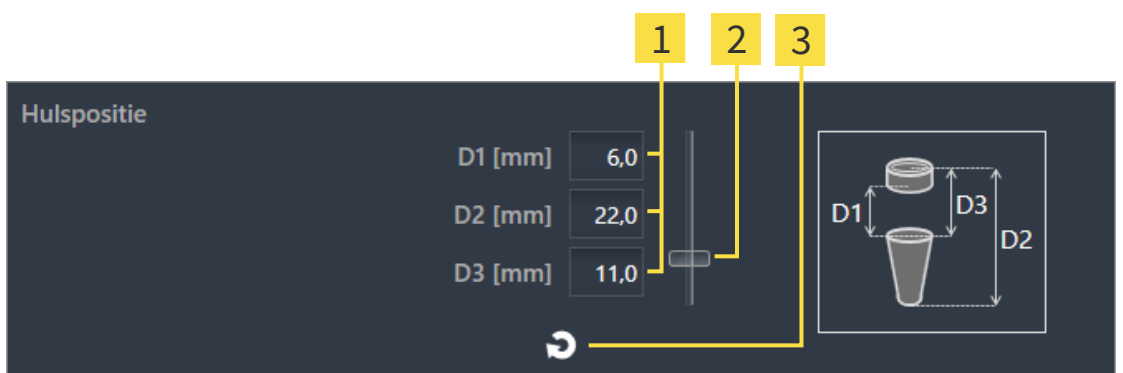 1 2 3
Hulspositie
D1 [mm] 6,0
D2 [mm] 22,0
D3 [mm] 11,0
D1 D3
D2